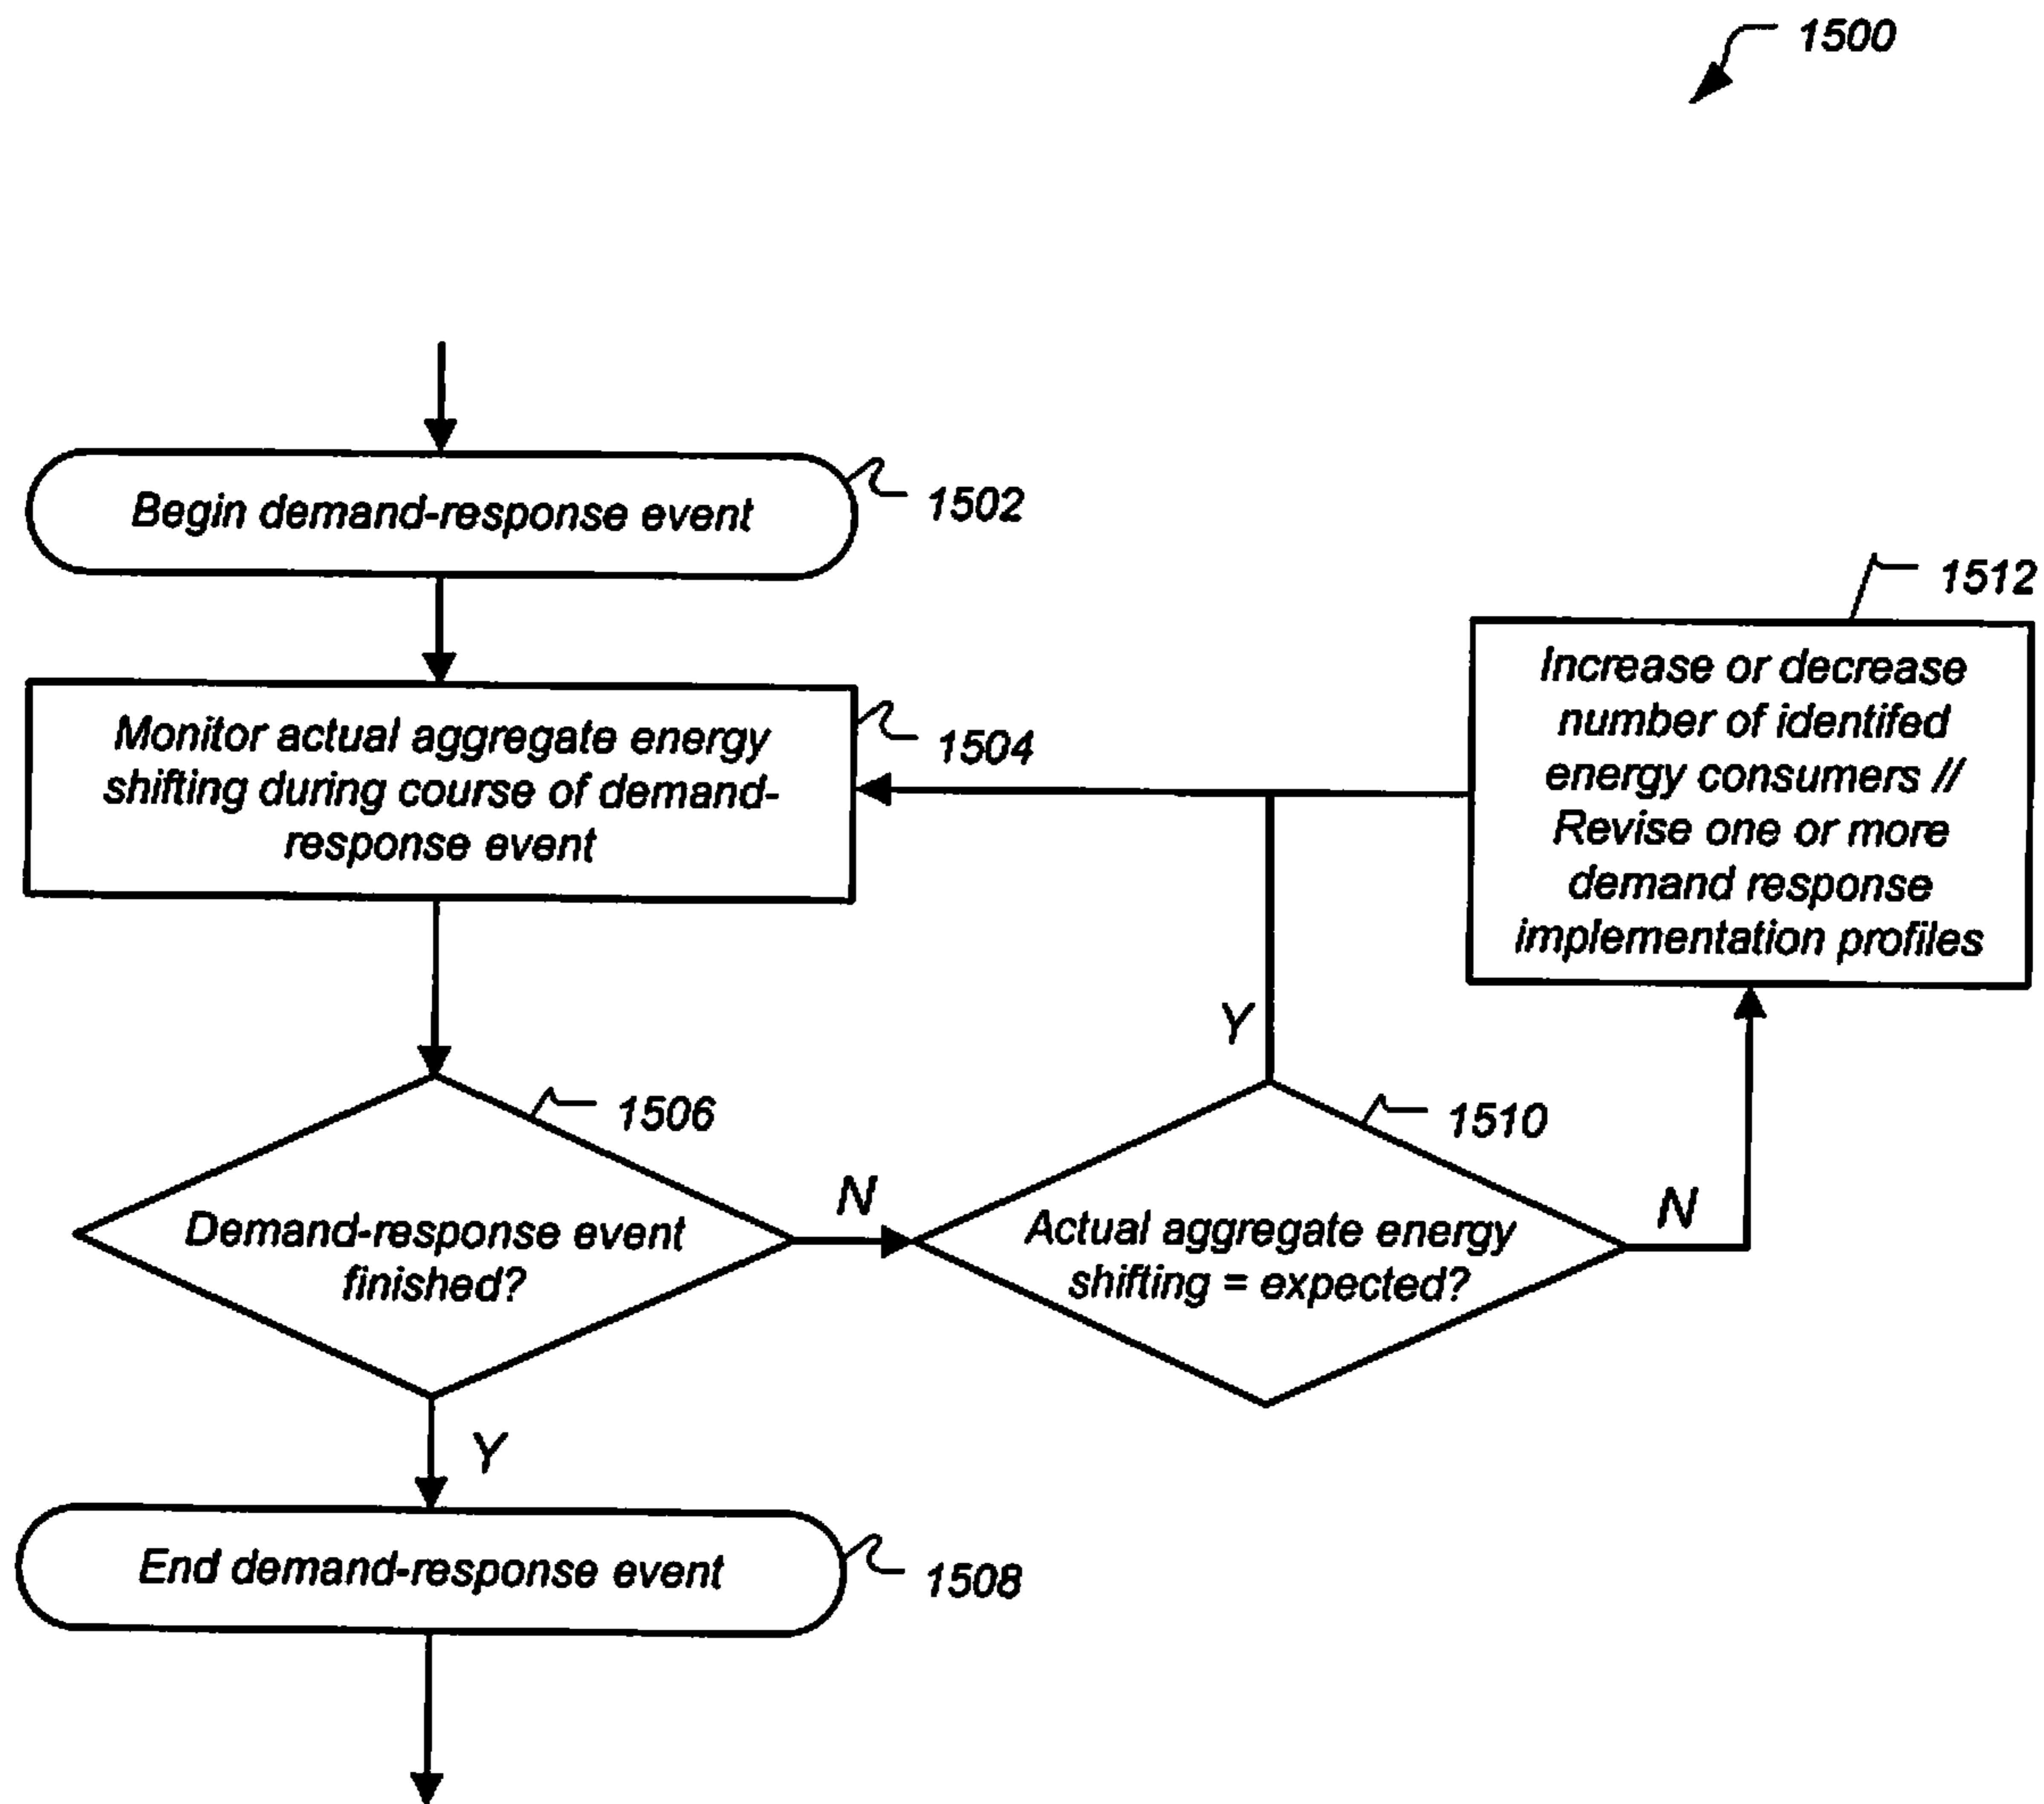 1500
Begin demand-response event
1502
1512
Increase or decrease
number of identifed
energy consumers //
Revise one or more
demand response
implementation profiles
Monitor actual aggregate energy
shifting during course of demand-
response event
1504
Y
1506
1510
N
N
Demand-response event
finished?
Actual aggregate energy
shifting = expected?
Y
End demand-response event
1508